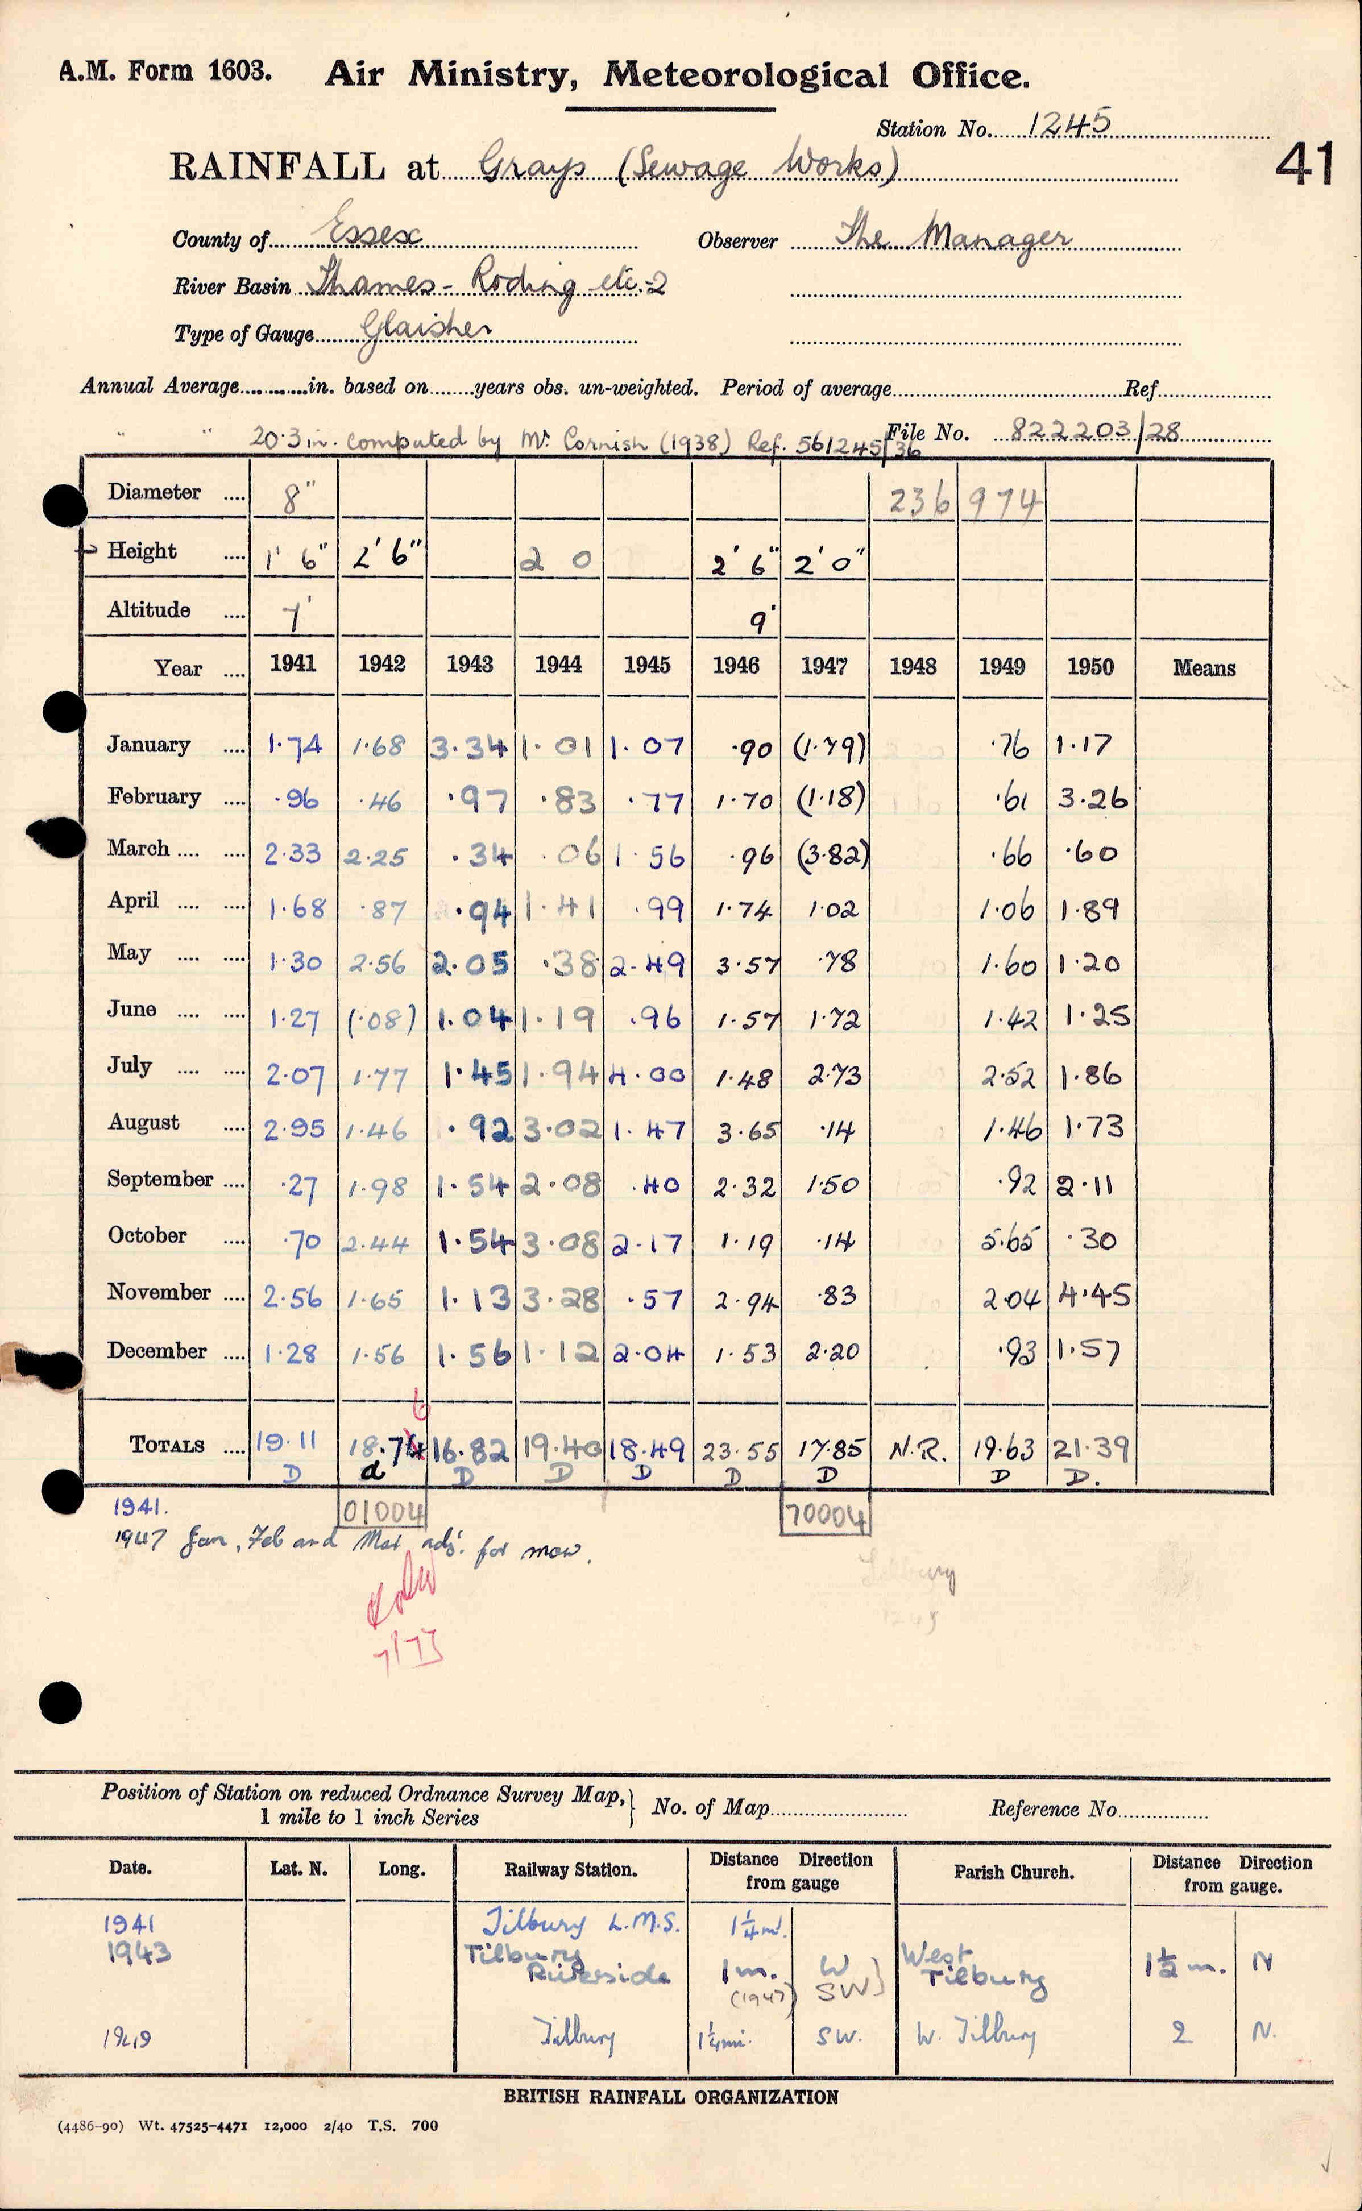 A.M. Form 1603. Air Ministry, Meteorological Office.
Station No. 1245
41
RAINFALL at Grays (Sewage Works)
County of Essex Observer The Manager
River Basin Thames - Roding etc. 2
Type of Gauge Glaisher
Annual Average in. based on years obs. un-weighted. Period of average Ref
" " 20.3 in. computed by Mr Cornish (1938) Ref. 561245/36 File No. 822203/28
Diameter 8" 236 974
Height 1' 6" 2' 6" 2 0 2' 6" 2' 0"
Altitude 7' 9'
Year 1941 1942 1943 1944 1945 1946 1947 1948 1949 1950 Means
January 1.74 1.68 3.34 1.01 1.07 .90 (1.79) .76 1.17
February .96 .46 .97 .83 .77 1.70 (1.18) .61 3.26
March 2.33 2.25 .34 .06 1.56 .96 (3.82) .66 .60
April 1.68 .87 .94 1.41 .99 1.74 1.02 1.06 1.89
May 1.30 2.56 2.05 .38 2.49 3.57 .78 1.60 1.20
June 1.27 (.08) 1.04 1.19 .96 1.57 1.72 1.42 1.25
July 2.07 1.77 1.45 1.94 4.00 1.48 2.73 2.52 1.86
August 2.95 1.46 .92 3.02 1.47 3.65 .14 1.46 1.73
September .27 1.98 1.54 2.08 .40 2.32 1.50 .92 2.11
October .70 2.44 1.54 3.08 2.17 1.19 .14 5.65 .30
November 2.56 1.65 1.13 3.28 .57 2.94 .83 2.04 4.45
December 1.28 1.56 1.56 1.12 2.04 1.53 2.20 .93 1.57
6
TOTALS 19.11 18.74 16.82 19.40 18.49 23.55 17.85 N.R. 19.63 21.39
D d D D D D D D D.
1941. 01004 70004
1947 Jan, Feb and Mar adj. for snow.
Tilbury
1245
7/73
Position of Station on reduced Ordnance Survey Map, 1 mile to 1 inch Series } No. of Map Reference No.
Date. Lat. N. Long. Railway Station. Distance Direction from gauge Parish Church. Distance Direction from gauge.
1941 Tilbury L.M.S. 1¼ m.
1943 Tilbury Riverside 1 m. (1947) W SW) West Tilbury 1½ m. N
1949 Tilbury 1¼ mi. SW. W. Tilbury 2 N.
BRITISH RAINFALL ORGANIZATION
(4486-90) Wt. 47525-4471 12,000 2/40 T.S. 700